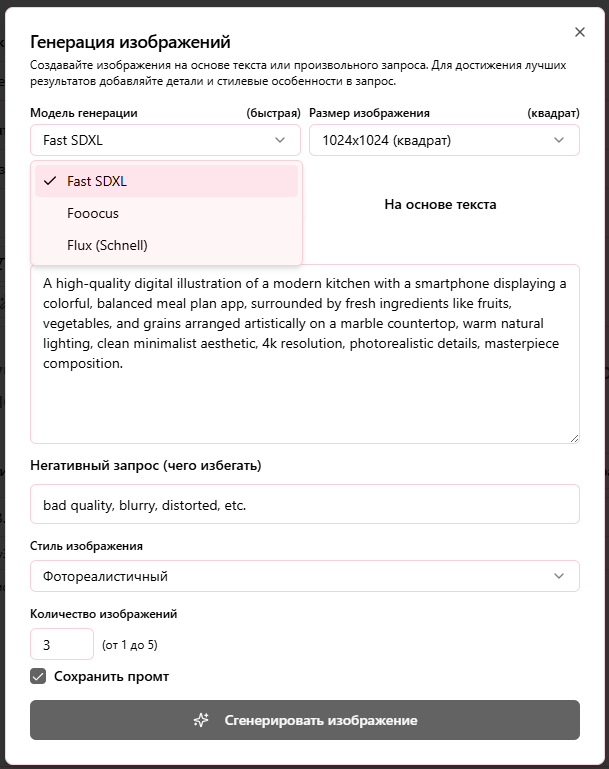 Генерация изображений
Создавайте изображения на основе текста или произвольного запроса. Для достижения лучших
результатов добавляйте детали и стилевые особенности в запрос.
Модель генерации (быстрая) Размер изображения (квадрат)
Fast SDXL 1024x1024 (квадрат)
Fast SDXL
Fooocus
Flux (Schnell)
На основе текста
A high-quality digital illustration of a modern kitchen with a smartphone displaying a
colorful, balanced meal plan app, surrounded by fresh ingredients like fruits,
vegetables, and grains arranged artistically on a marble countertop, warm natural
lighting, clean minimalist aesthetic, 4k resolution, photorealistic details, masterpiece
composition.
Негативный запрос (чего избегать)
bad quality, blurry, distorted, etc.
Стиль изображения
Фотореалистичный
Количество изображений
3 (от 1 до 5)
Сохранить промт
Сгенерировать изображение